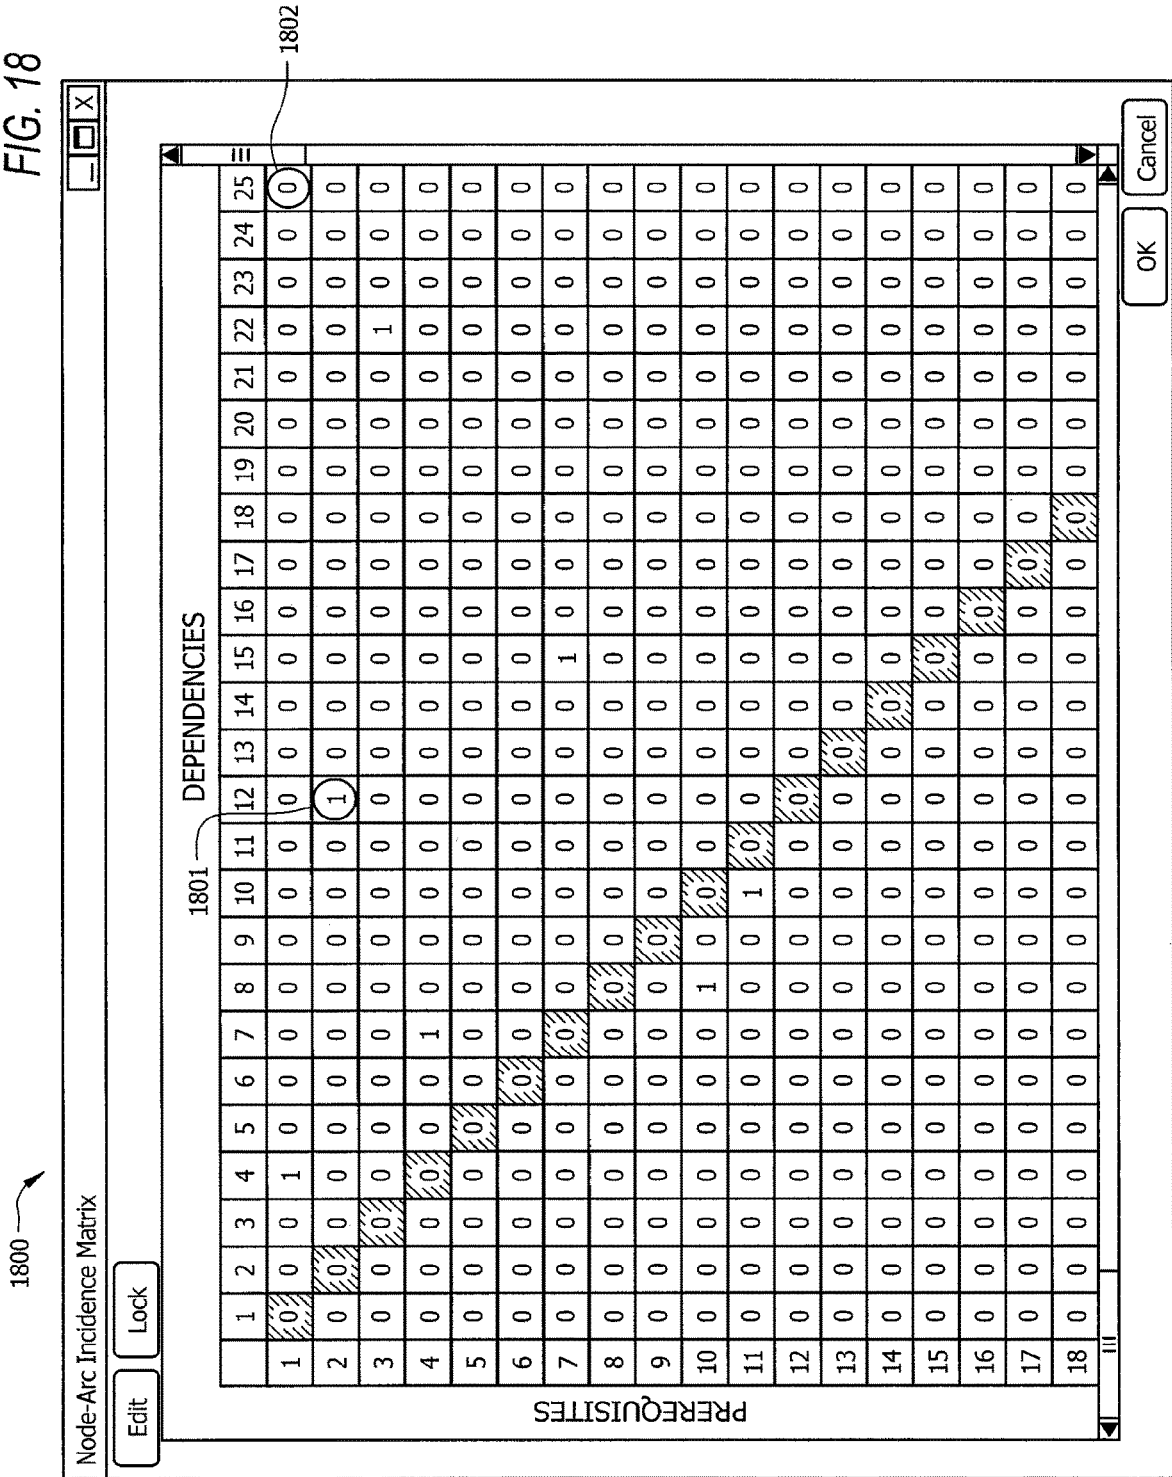 FIG. 18
1800
Node-Arc Incidence Matrix
_ X
Edit Lock
DEPENDENCIES
1801
1802
PREREQUISITES
1 2 3 4 5 6 7 8 9 10 11 12 13 14 15 16 17 18 19 20 21 22 23 24 25
1 0 0 0 1 0 0 0 0 0 0 0 0 0 0 0 0 0 0 0 0 0 0 0 0 0
2 0 0 0 0 0 0 0 0 0 0 0 1 0 0 0 0 0 0 0 0 0 0 0 0 0
3 0 0 0 0 0 0 0 0 0 0 0 0 0 0 0 0 0 0 0 0 0 1 0 0 0
4 0 0 0 0 0 0 1 0 0 0 0 0 0 0 0 0 0 0 0 0 0 0 0 0 0
5 0 0 0 0 0 0 0 0 0 0 0 0 0 0 0 0 0 0 0 0 0 0 0 0 0
6 0 0 0 0 0 0 0 0 0 0 0 0 0 0 0 0 0 0 0 0 0 0 0 0 0
7 0 0 0 0 0 0 0 0 0 0 0 0 0 0 1 0 0 0 0 0 0 0 0 0 0
8 0 0 0 0 0 0 0 0 0 0 0 0 0 0 0 0 0 0 0 0 0 0 0 0 0
9 0 0 0 0 0 0 0 0 0 0 0 0 0 0 0 0 0 0 0 0 0 0 0 0 0
10 0 0 0 0 0 0 0 1 0 0 0 0 0 0 0 0 0 0 0 0 0 0 0 0 0
11 0 0 0 0 0 0 0 0 0 1 0 0 0 0 0 0 0 0 0 0 0 0 0 0 0
12 0 0 0 0 0 0 0 0 0 0 0 0 0 0 0 0 0 0 0 0 0 0 0 0 0
13 0 0 0 0 0 0 0 0 0 0 0 0 0 0 0 0 0 0 0 0 0 0 0 0 0
14 0 0 0 0 0 0 0 0 0 0 0 0 0 0 0 0 0 0 0 0 0 0 0 0 0
15 0 0 0 0 0 0 0 0 0 0 0 0 0 0 0 0 0 0 0 0 0 0 0 0 0
16 0 0 0 0 0 0 0 0 0 0 0 0 0 0 0 0 0 0 0 0 0 0 0 0 0
17 0 0 0 0 0 0 0 0 0 0 0 0 0 0 0 0 0 0 0 0 0 0 0 0 0
18 0 0 0 0 0 0 0 0 0 0 0 0 0 0 0 0 0 0 0 0 0 0 0 0 0
OK Cancel